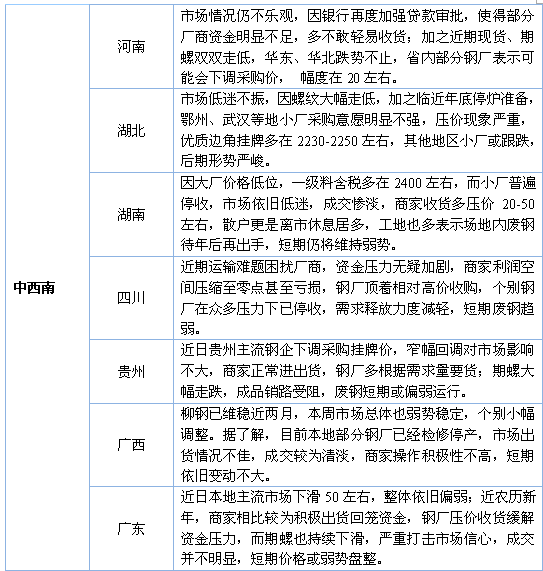 中西南
河南
市场情况仍不乐观，因银行再度加强贷款审批，使得部分
厂商资金明显不足，多不敢轻易收货；加之近期现货、期
螺双双走低，华东、华北跌势不止，省内部分钢厂表示可
能会下调采购价， 幅度在 20 左右。
湖北
市场低迷不振，因螺纹大幅走低，加之临近年底停炉准备，
鄂州、武汉等地小厂采购意愿明显不强，压价现象严重，
优质边角挂牌多在 2230-2250 左右，其他地区小厂或跟跌，
后期形势严峻。
湖南
因大厂价格低位，一级料含税多在 2400 左右，而小厂普遍
停收，市场依旧低迷，成交惨淡，商家收货多压价 20-50
左右，散户更是离市休息居多，工地也多表示场地内废钢
待年后再出手，短期仍将维持弱势。
四川
近期运输难题困扰厂商，资金压力无疑加剧，商家利润空
间压缩至零点甚至亏损，钢厂顶着相对高价收购，个别钢
厂在众多压力下已停收，需求释放力度减轻，短期废钢趋
弱。
贵州
近日贵州主流钢企下调采购挂牌价，窄幅回调对市场影响
不大，商家正常进出货，钢厂多根据需求量要货；期螺大
幅走跌，成品销路受阻，废钢短期或偏弱运行。
广西
柳钢已维稳近两月，本周市场总体也弱势稳定，个别小幅
调整。据了解，目前本地部分钢厂已经检修停产，市场出
货情况不佳，成交较为清淡，商家操作积极性不高，短期
依旧变动不大。
广东
近日本地主流市场下滑 50 左右，整体依旧偏弱；近农历新
年，商家相比较为积极出货回笼资金，钢厂压价收货缓解
资金压力，而期螺也持续下滑，严重打击市场信心，成交
并不明显，短期价格或弱势盘整。